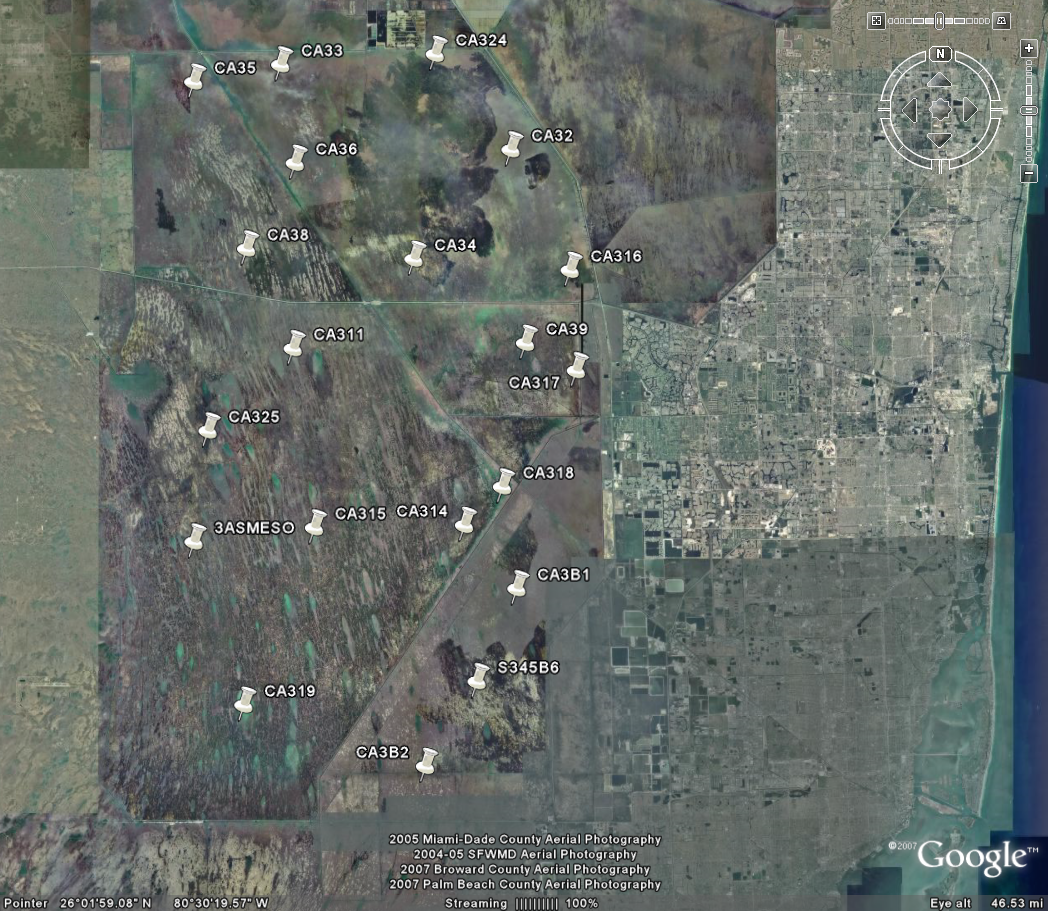 CA324
CA33
CA35
N
CA32
CA36
CA38
CA34
CA316
CA39
CA311
CA317
CA325
CA318
CA315
CA314
3ASMESO
CA3B1
S345B6
CA319
CA3B2
2005 Miami-Dade County Aerial Photography
2004-05 SFWMD Aerial Photography
2007 Broward County Aerial Photography
2007 Palm Beach County Aerial Photography
©2007 Google™
Pointer 26°01'59.08" N 80°30'19.57" W Streaming |||||||||| 100% Eye alt 46.53 mi